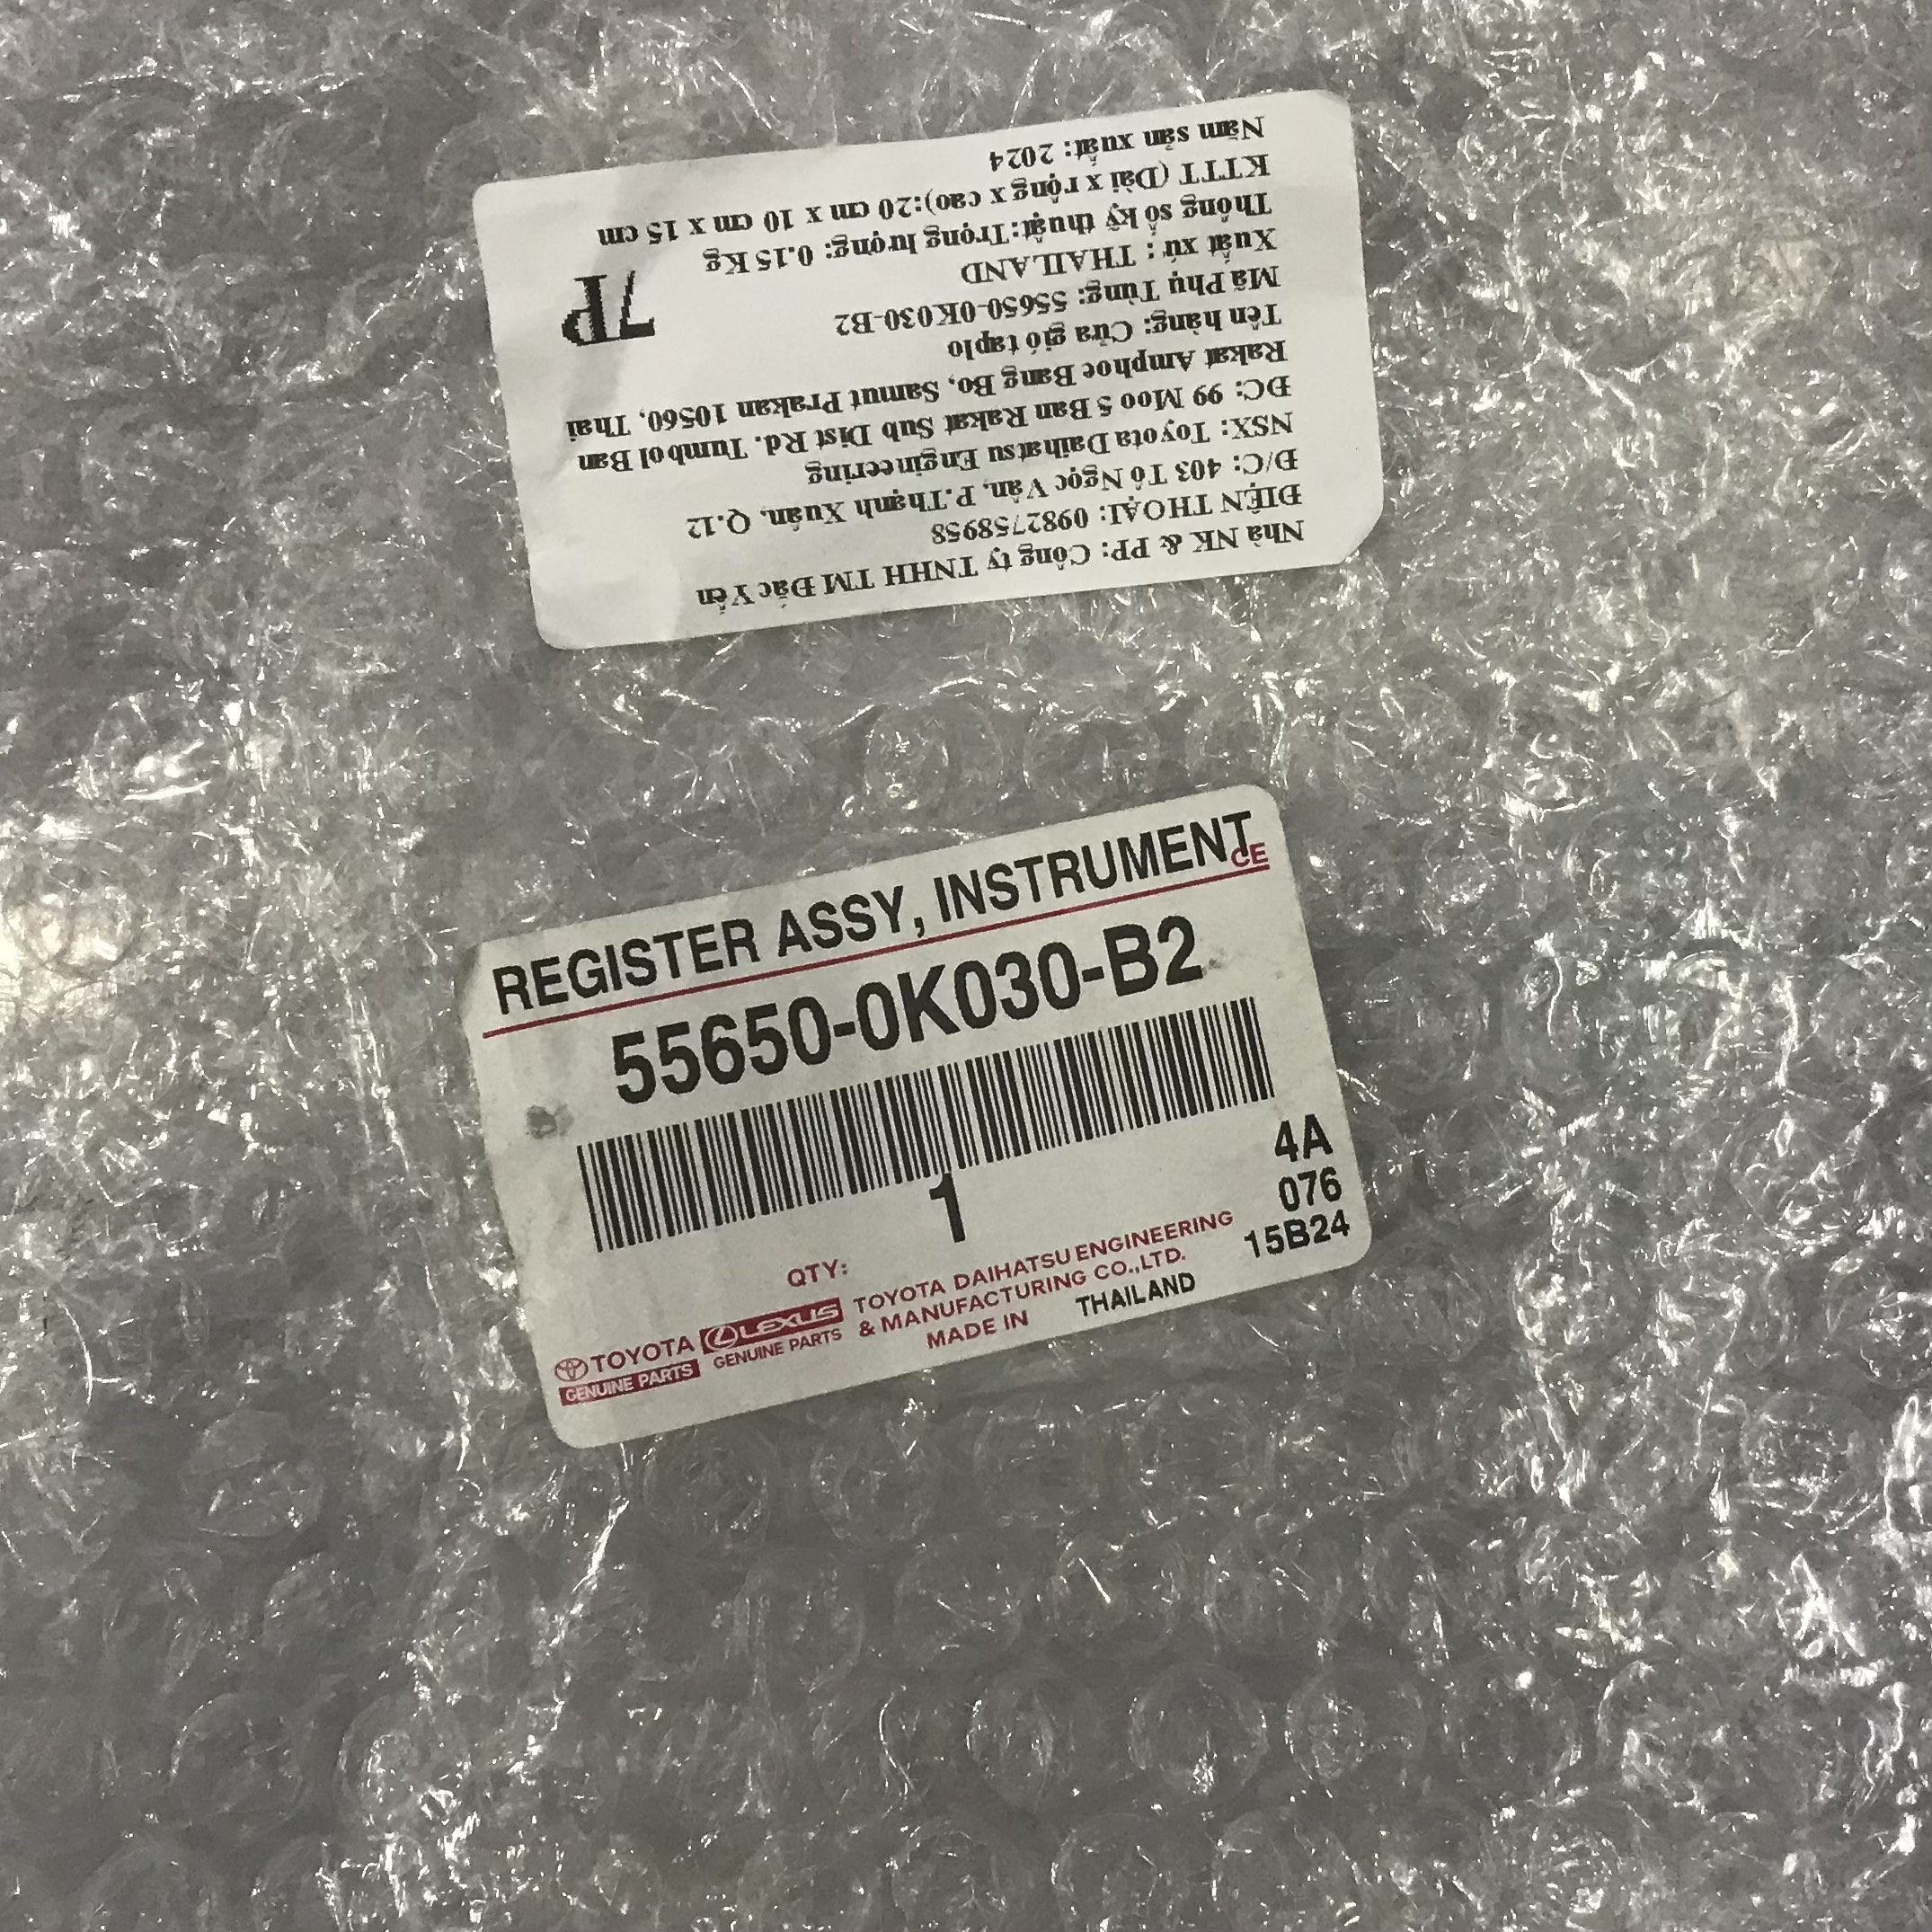 Nhà NK & PP: Công ty TNHH TM Đắc Yến
ĐIỆN THOẠI: 0982758958
Đ/C: 403 Tô Ngọc Vân, P.Thạnh Xuân, Q.12
NSX: Toyota Daihatsu Engineering
ĐC: 99 Moo 5 Ban Rakat Sub Dist Rd. Tumbol Ban
Rakat Amphoe Bang Bo, Samut Prakan 10560, Thai
Tên hàng: Cửa gió taplo
Mã Phụ Tùng: 55650-0K030-B2
Xuất xứ : THAILAND
7P
Thông số kỹ thuật:Trọng lượng: 0.15 Kg
KTTT (Dài x rộng x cao):20 cm x 10 cm x 15 cm
Năm sản xuất: 2024
REGISTER ASSY, INSTRUMENT
CE
55650-0K030-B2
4A
076
15B24
QTY: 1
TOYOTA
GENUINE PARTS
LEXUS
GENUINE PARTS
TOYOTA DAIHATSU ENGINEERING
& MANUFACTURING CO.,LTD.
MADE IN THAILAND